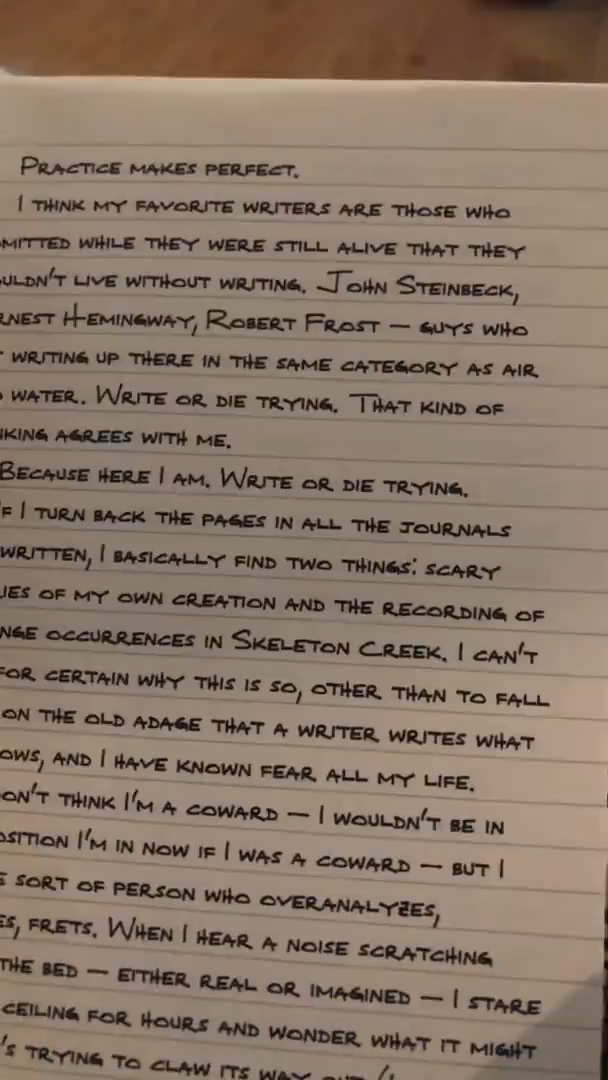 PRACTICE MAKES PERFECT.
I THINK MY FAVORITE WRITERS ARE THOSE WHO
MITTED WHILE THEY WERE STILL ALIVE THAT THEY
ULDN'T LIVE WITHOUT WRITING. JOHN STEINBECK,
RNEST HEMINGWAY, ROBERT FROST — GUYS WHO
WRITING UP THERE IN THE SAME CATEGORY AS AIR
WATER. WRITE OR DIE TRYING. THAT KIND OF
NKING AGREES WITH ME.
BECAUSE HERE I AM. WRITE OR DIE TRYING.
F I TURN BACK THE PAGES IN ALL THE JOURNALS
WRITTEN, I BASICALLY FIND TWO THINGS: SCARY
IES OF MY OWN CREATION AND THE RECORDING OF
NGE OCCURRENCES IN SKELETON CREEK. I CAN'T
FOR CERTAIN WHY THIS IS SO, OTHER THAN TO FALL
ON THE OLD ADAGE THAT A WRITER WRITES WHAT
OWS, AND I HAVE KNOWN FEAR ALL MY LIFE.
ON'T THINK I'M A COWARD — I WOULDN'T BE IN
OSITION I'M IN NOW IF I WAS A COWARD — BUT I
SORT OF PERSON WHO OVERANALYZES,
ES, FRETS. WHEN I HEAR A NOISE SCRATCHING
THE BED — EITHER REAL OR IMAGINED — I STARE
CEILING FOR HOURS AND WONDER WHAT IT MIGHT
'S TRYING TO CLAW ITS WAY